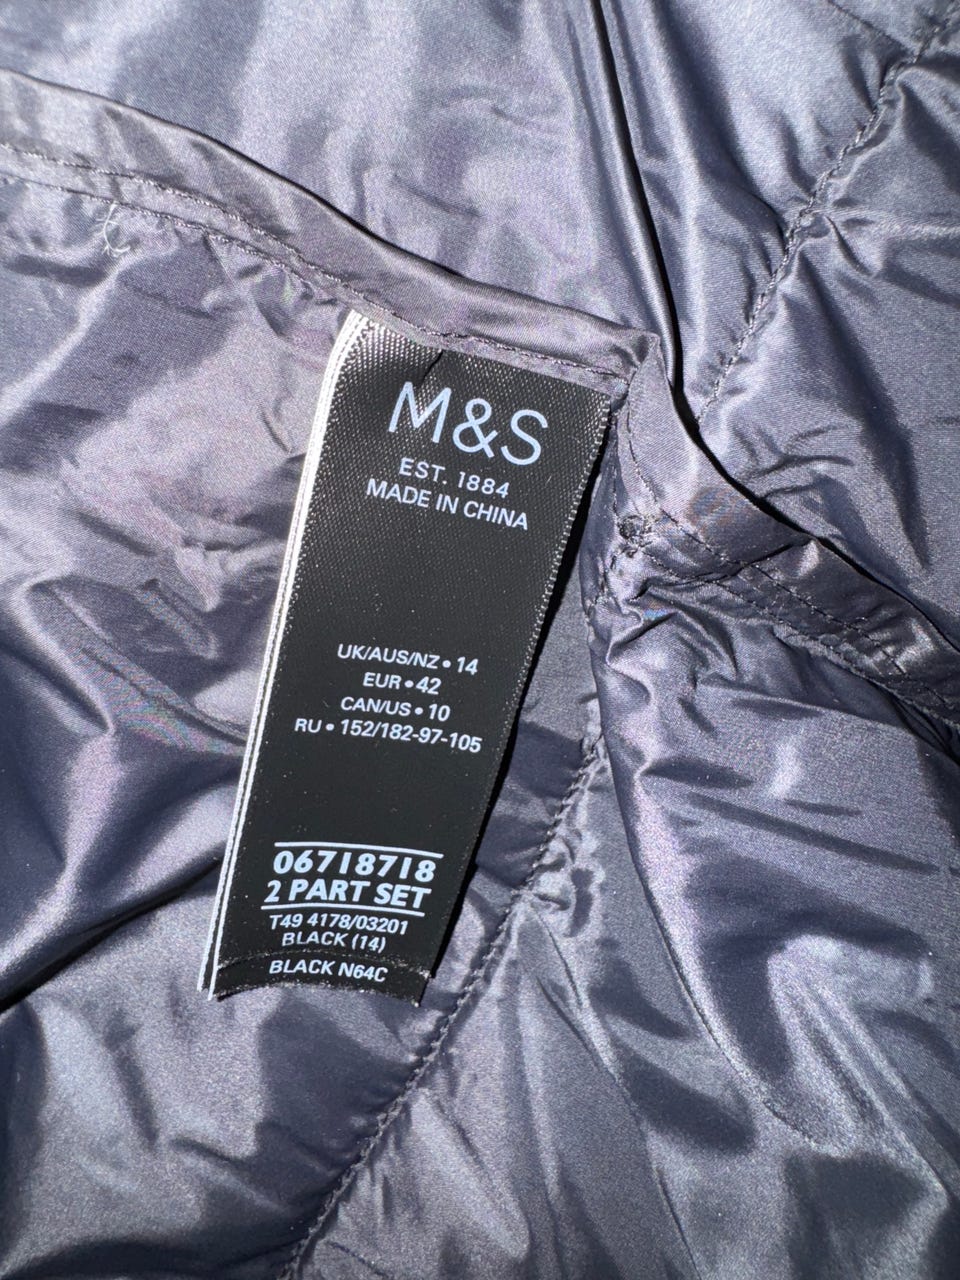 M&S
EST. 1884
MADE IN CHINA
UK/AUS/NZ • 14
EUR • 42
CAN/US • 10
RU • 152/182-97-105
06718718
2 PART SET
T49 4178/03201
BLACK (14)
BLACK N64C